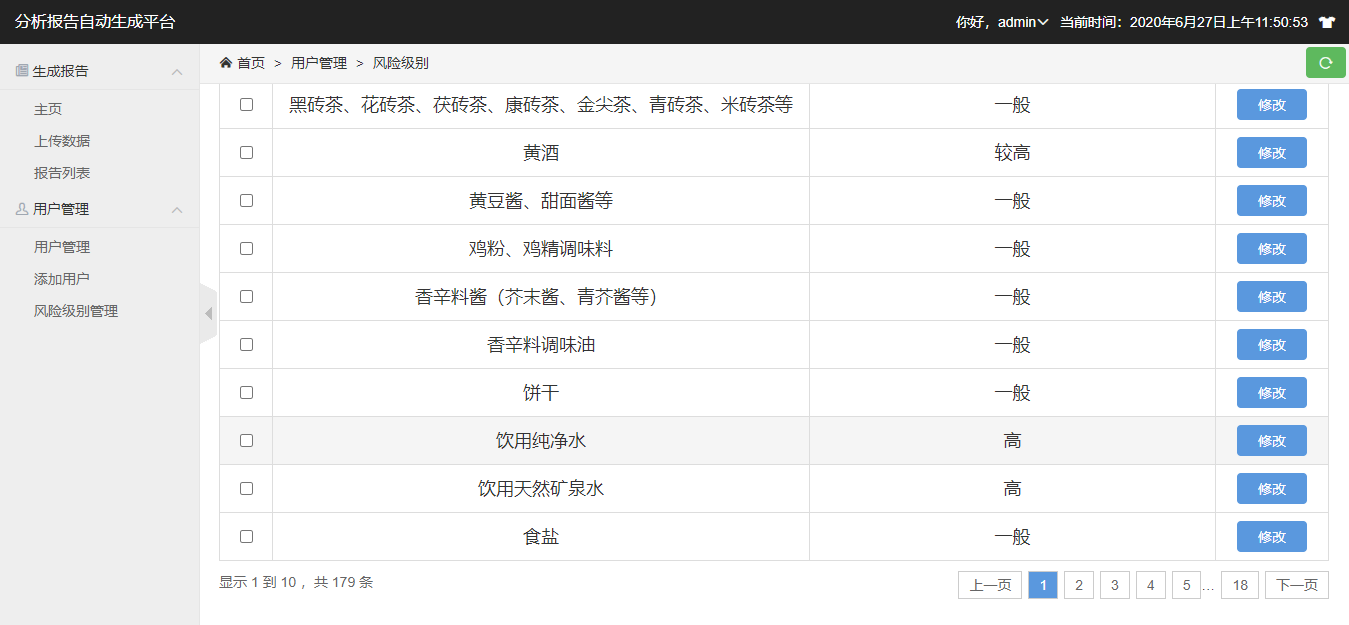 分析报告自动生成平台
你好，admin 当前时间：2020年6月27日上午11:50:53
生成报告
主页
上传数据
报告列表
用户管理
用户管理
添加用户
风险级别管理
首页 > 用户管理 > 风险级别
黑砖茶、花砖茶、茯砖茶、康砖茶、金尖茶、青砖茶、米砖茶等 一般 修改
黄酒 较高 修改
黄豆酱、甜面酱等 一般 修改
鸡粉、鸡精调味料 一般 修改
香辛料酱（芥末酱、青芥酱等） 一般 修改
香辛料调味油 一般 修改
饼干 一般 修改
饮用纯净水 高 修改
饮用天然矿泉水 高 修改
食盐 一般 修改
显示 1 到 10 ，共 179 条
上一页 1 2 3 4 5 ... 18 下一页